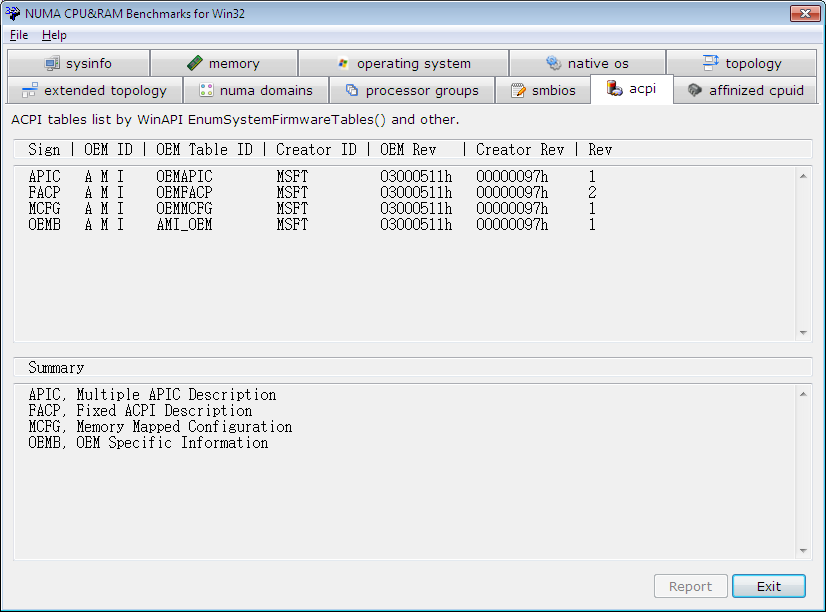 NUMA CPU&RAM Benchmarks for Win32
File Help
sysinfo memory operating system native os topology
extended topology numa domains processor groups smbios acpi affinized cpuid
ACPI tables list by WinAPI EnumSystemFirmwareTables() and other.
Sign | OEM ID | OEM Table ID | Creator ID | OEM Rev | Creator Rev | Rev
APIC A M I OEMAPIC MSFT 03000511h 00000097h 1
FACP A M I OEMFACP MSFT 03000511h 00000097h 2
MCFG A M I OEMMCFG MSFT 03000511h 00000097h 1
OEMB A M I AMI_OEM MSFT 03000511h 00000097h 1
Summary
APIC, Multiple APIC Description
FACP, Fixed ACPI Description
MCFG, Memory Mapped Configuration
OEMB, OEM Specific Information
Report Exit